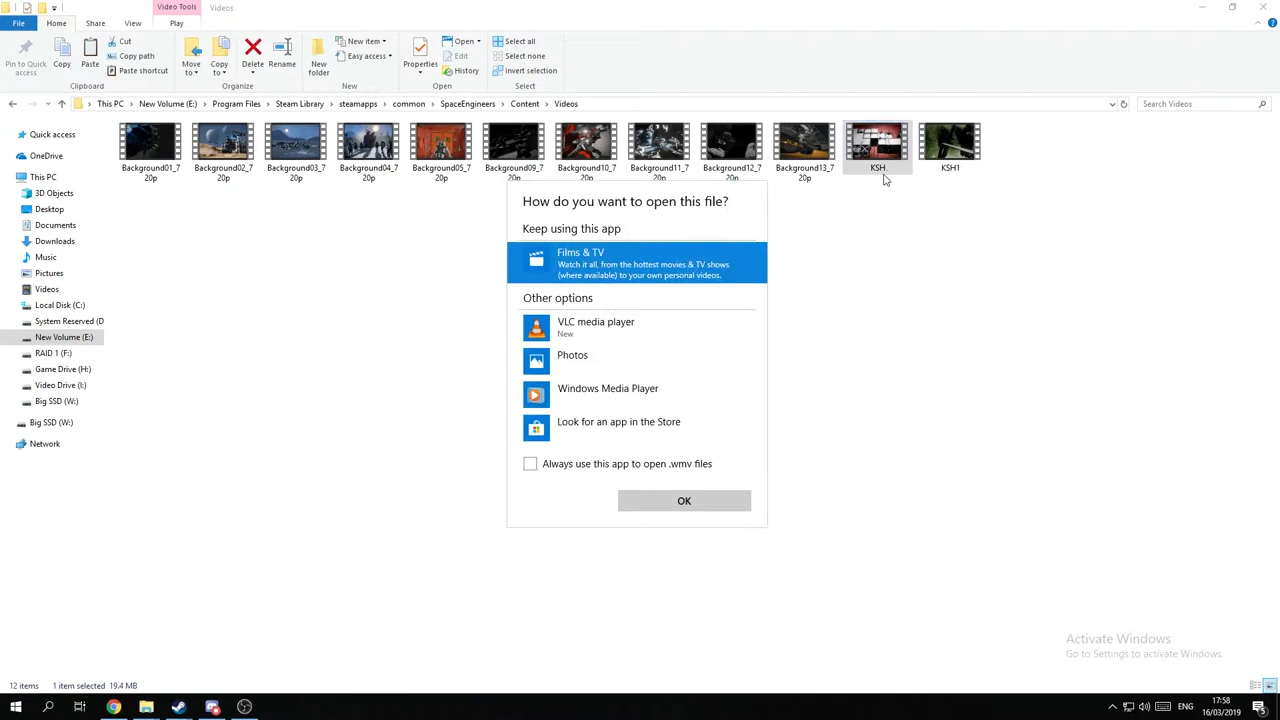 Video Tools
Videos
File
Home
Share
View
Play
Pin to Quick access
Copy
Paste
Cut
Copy path
Paste shortcut
Clipboard
Move to
Copy to
Delete
Rename
Organize
New folder
New item
Easy access
New
Properties
Open
Edit
History
Open
Select all
Select none
Invert selection
Select
This PC
New Volume (E:)
Program Files
Steam Library
steamapps
common
SpaceEngineers
Content
Videos
Search Videos
Quick access
OneDrive
This PC
3D Objects
Desktop
Documents
Downloads
Music
Pictures
Videos
Local Disk (C:)
System Reserved (D
New Volume (E:)
RAID 1 (F:)
Game Drive (H:)
Video Drive (I:)
Big SSD (W:)
Big SSD (W:)
Network
Background01_720p
Background02_720p
Background03_720p
Background04_720p
Background05_720p
Background09_720p
Background10_720p
Background11_720p
Background12_720p
Background13_720p
KSH
KSH1
How do you want to open this file?
Keep using this app
Films & TV
Watch it all, from the hottest movies & TV shows
(where available) to your own personal videos.
Other options
VLC media player
New
Photos
Windows Media Player
Look for an app in the Store
Always use this app to open .wmv files
OK
Activate Windows
Go to Settings to activate Windows.
12 items
1 item selected 19.4 MB
ENG
17:58
16/03/2019